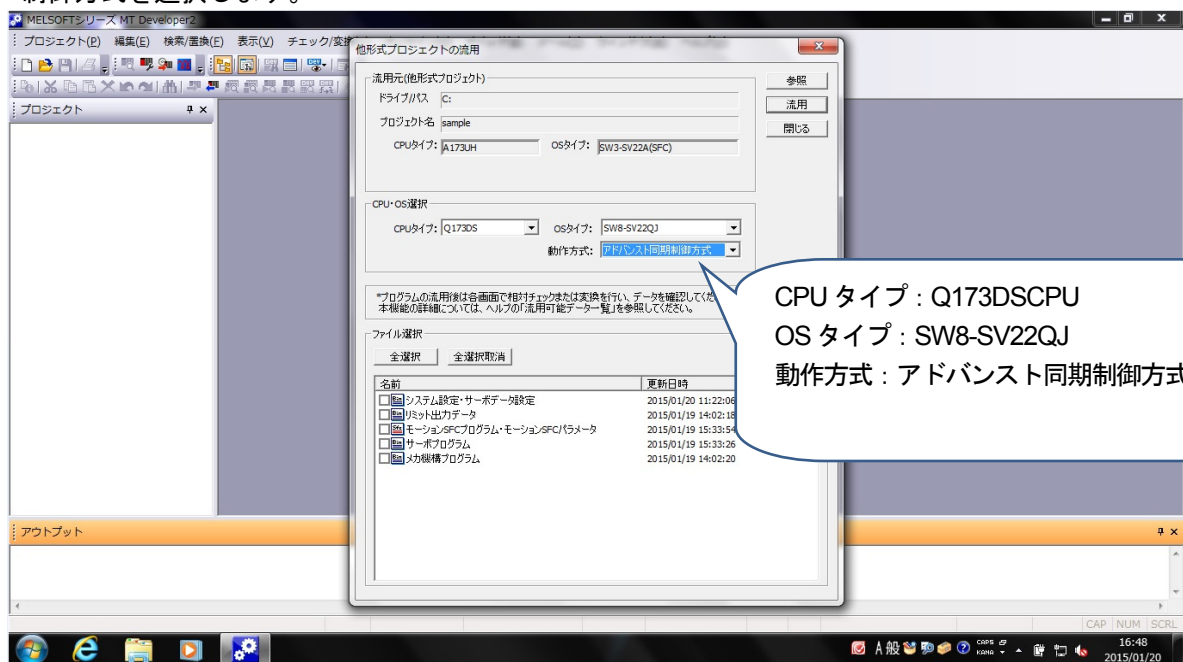 制御方式を選択します。
MELSOFTシリーズ MT Developer2
プロジェクト(P) 編集(E) 検索/置換(F) 表示(V) チェック/変換
プロジェクト
他形式プロジェクトの流用
流用元(他形式プロジェクト)
ドライブ/パス C:
プロジェクト名 sample
CPUタイプ: A173UH OSタイプ: SW3-SV22A(SFC)
参照
流用
閉じる
CPU・OS選択
CPUタイプ: Q173DS OSタイプ: SW8-SV22QJ
動作方式: アドバンスト同期制御方式
*プログラムの流用後は各画面で相対チェックまたは変換を行い、データを確認してくだ
本機能の詳細については、ヘルプの「流用可能データ一覧」を参照してください。
ファイル選択
全選択 全選択取消
名前 更新日時
システム設定・サーボデータ設定 2015/01/20 11:22:06
リミット出力データ 2015/01/19 14:02:18
モーションSFCプログラム・モーションSFCパラメータ 2015/01/19 15:33:54
サーボプログラム 2015/01/19 15:33:26
メカ機構プログラム 2015/01/19 14:02:20
CPU タイプ：Q173DSCPU
OS タイプ：SW8-SV22QJ
動作方式：アドバンスト同期制御方式
アウトプット
CAP NUM SCRL
A 般 CAPS KANA 16:48
2015/01/20